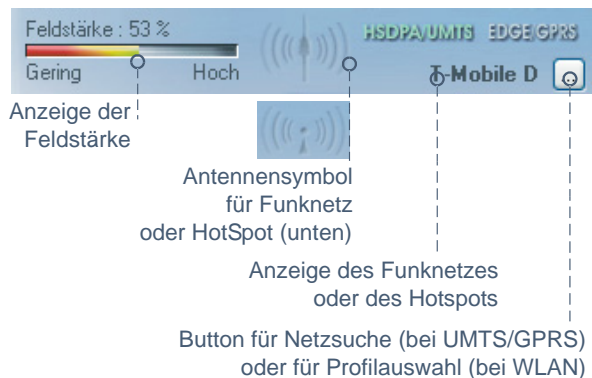 Feldstärke : 53 %
HSDPA/UMTS EDGE/GPRS
Gering Hoch
T-Mobile D
Anzeige der
Feldstärke
Antennensymbol
für Funknetz
oder HotSpot (unten)
Anzeige des Funknetzes
oder des Hotspots
Button für Netzsuche (bei UMTS/GPRS)
oder für Profilauswahl (bei WLAN)